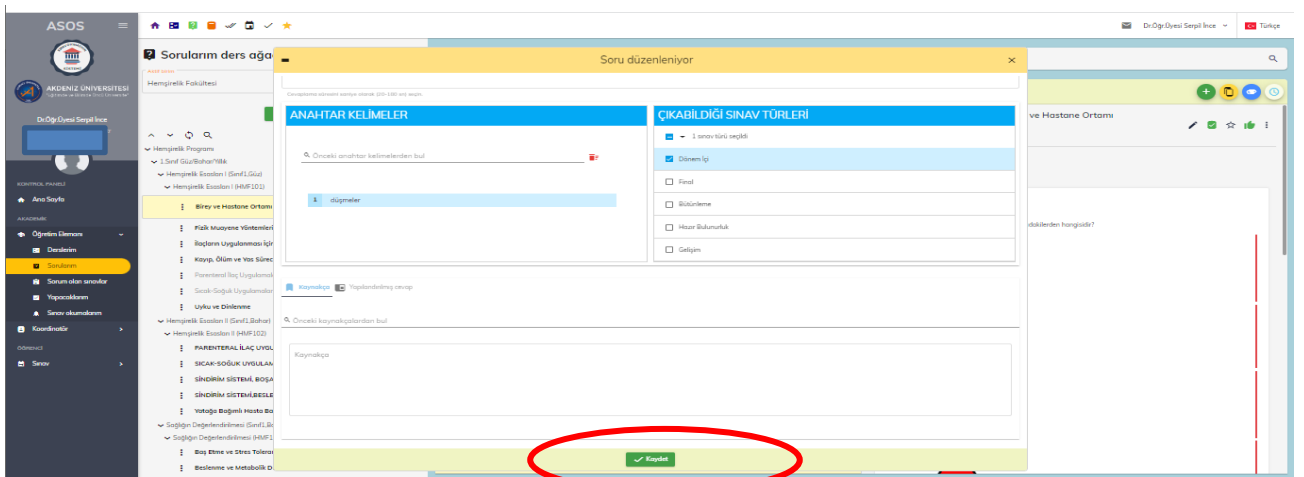 ASOS
Dr.Öğr.Üyesi Serpil İnce
Türkçe
AKDENİZ ÜNİVERSİTESİ
Dr.Öğr.Üyesi Serpil İnce
KONTROL PANELİ
Ana Sayfa
AKADEMİK
Öğretim Elemanı
Derslerim
Sorularım
Sorum olan sınavlar
Yapacaklarım
Sınav okumalarım
Koordinatör
ÖĞRENCİ
Sınav
Sorularım ders ağa
Hemşirelik Fakültesi
Hemşirelik Programı
1.Sınıf Güz/Bahar/Yıllık
Hemşirelik Esasları I (Sınıf1,Güz)
Hemşirelik Esasları I (HMF101)
Birey ve Hastane Ortamı
Fizik Muayene Yöntemleri
İlaçların Uygulanması İçin
Kayıp, Ölüm ve Yas Sürec
Parenteral İlaç Uygulamal
Sıcak-Soğuk Uygulamalar
Uyku ve Dinlenme
Hemşirelik Esasları II (Sınıf1,Bahar)
Hemşirelik Esasları II (HMF102)
PARENTERAL İLAÇ UYGU
SICAK-SOĞUK UYGULAM
SİNDİRİM SİSTEMİ, BOŞA
SİNDİRİM SİSTEMİ,BESLE
Yatağa Bağımlı Hasta Ba
Sağlığın Değerlendirilmesi (Sınıf1,Ba
Sağlığın Değerlendirilmesi (HMF1
Baş Etme ve Stres Tolera
Beslenme ve Metabolik D
Soru düzenleniyor
ANAHTAR KELİMELER
Önceki anahtar kelimelerden bul
düşmeler
ÇIKABİLDİĞİ SINAV TÜRLERİ
1 sınav türü seçildi
Dönem İçi
Final
Bütünleme
Hazır Bulunurluk
Gelişim
Kaynakça
Yapılandırılmış cevap
Önceki kaynakçalardan bul
Kaynakça
Kaydet
ve Hastane Ortamı
dakilerden hangisidir?